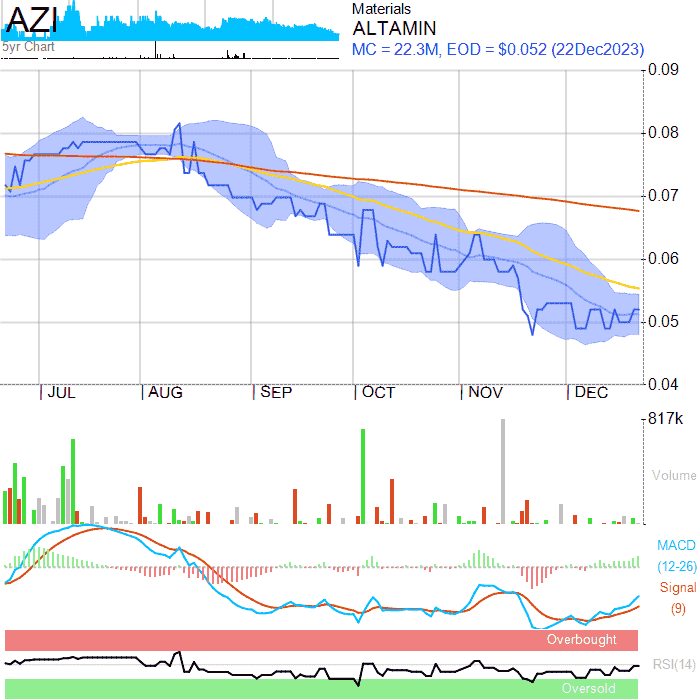 AZI
5yr Chart
Materials
ALTAMIN
MC = 22.3M, EOD = $0.052 (22Dec2023)
0.09
0.08
0.07
0.06
0.05
0.04
JUL AUG SEP OCT NOV DEC
817k
Volume
MACD
(12-26)
Signal
(9)
Overbought
RSI(14)
Oversold